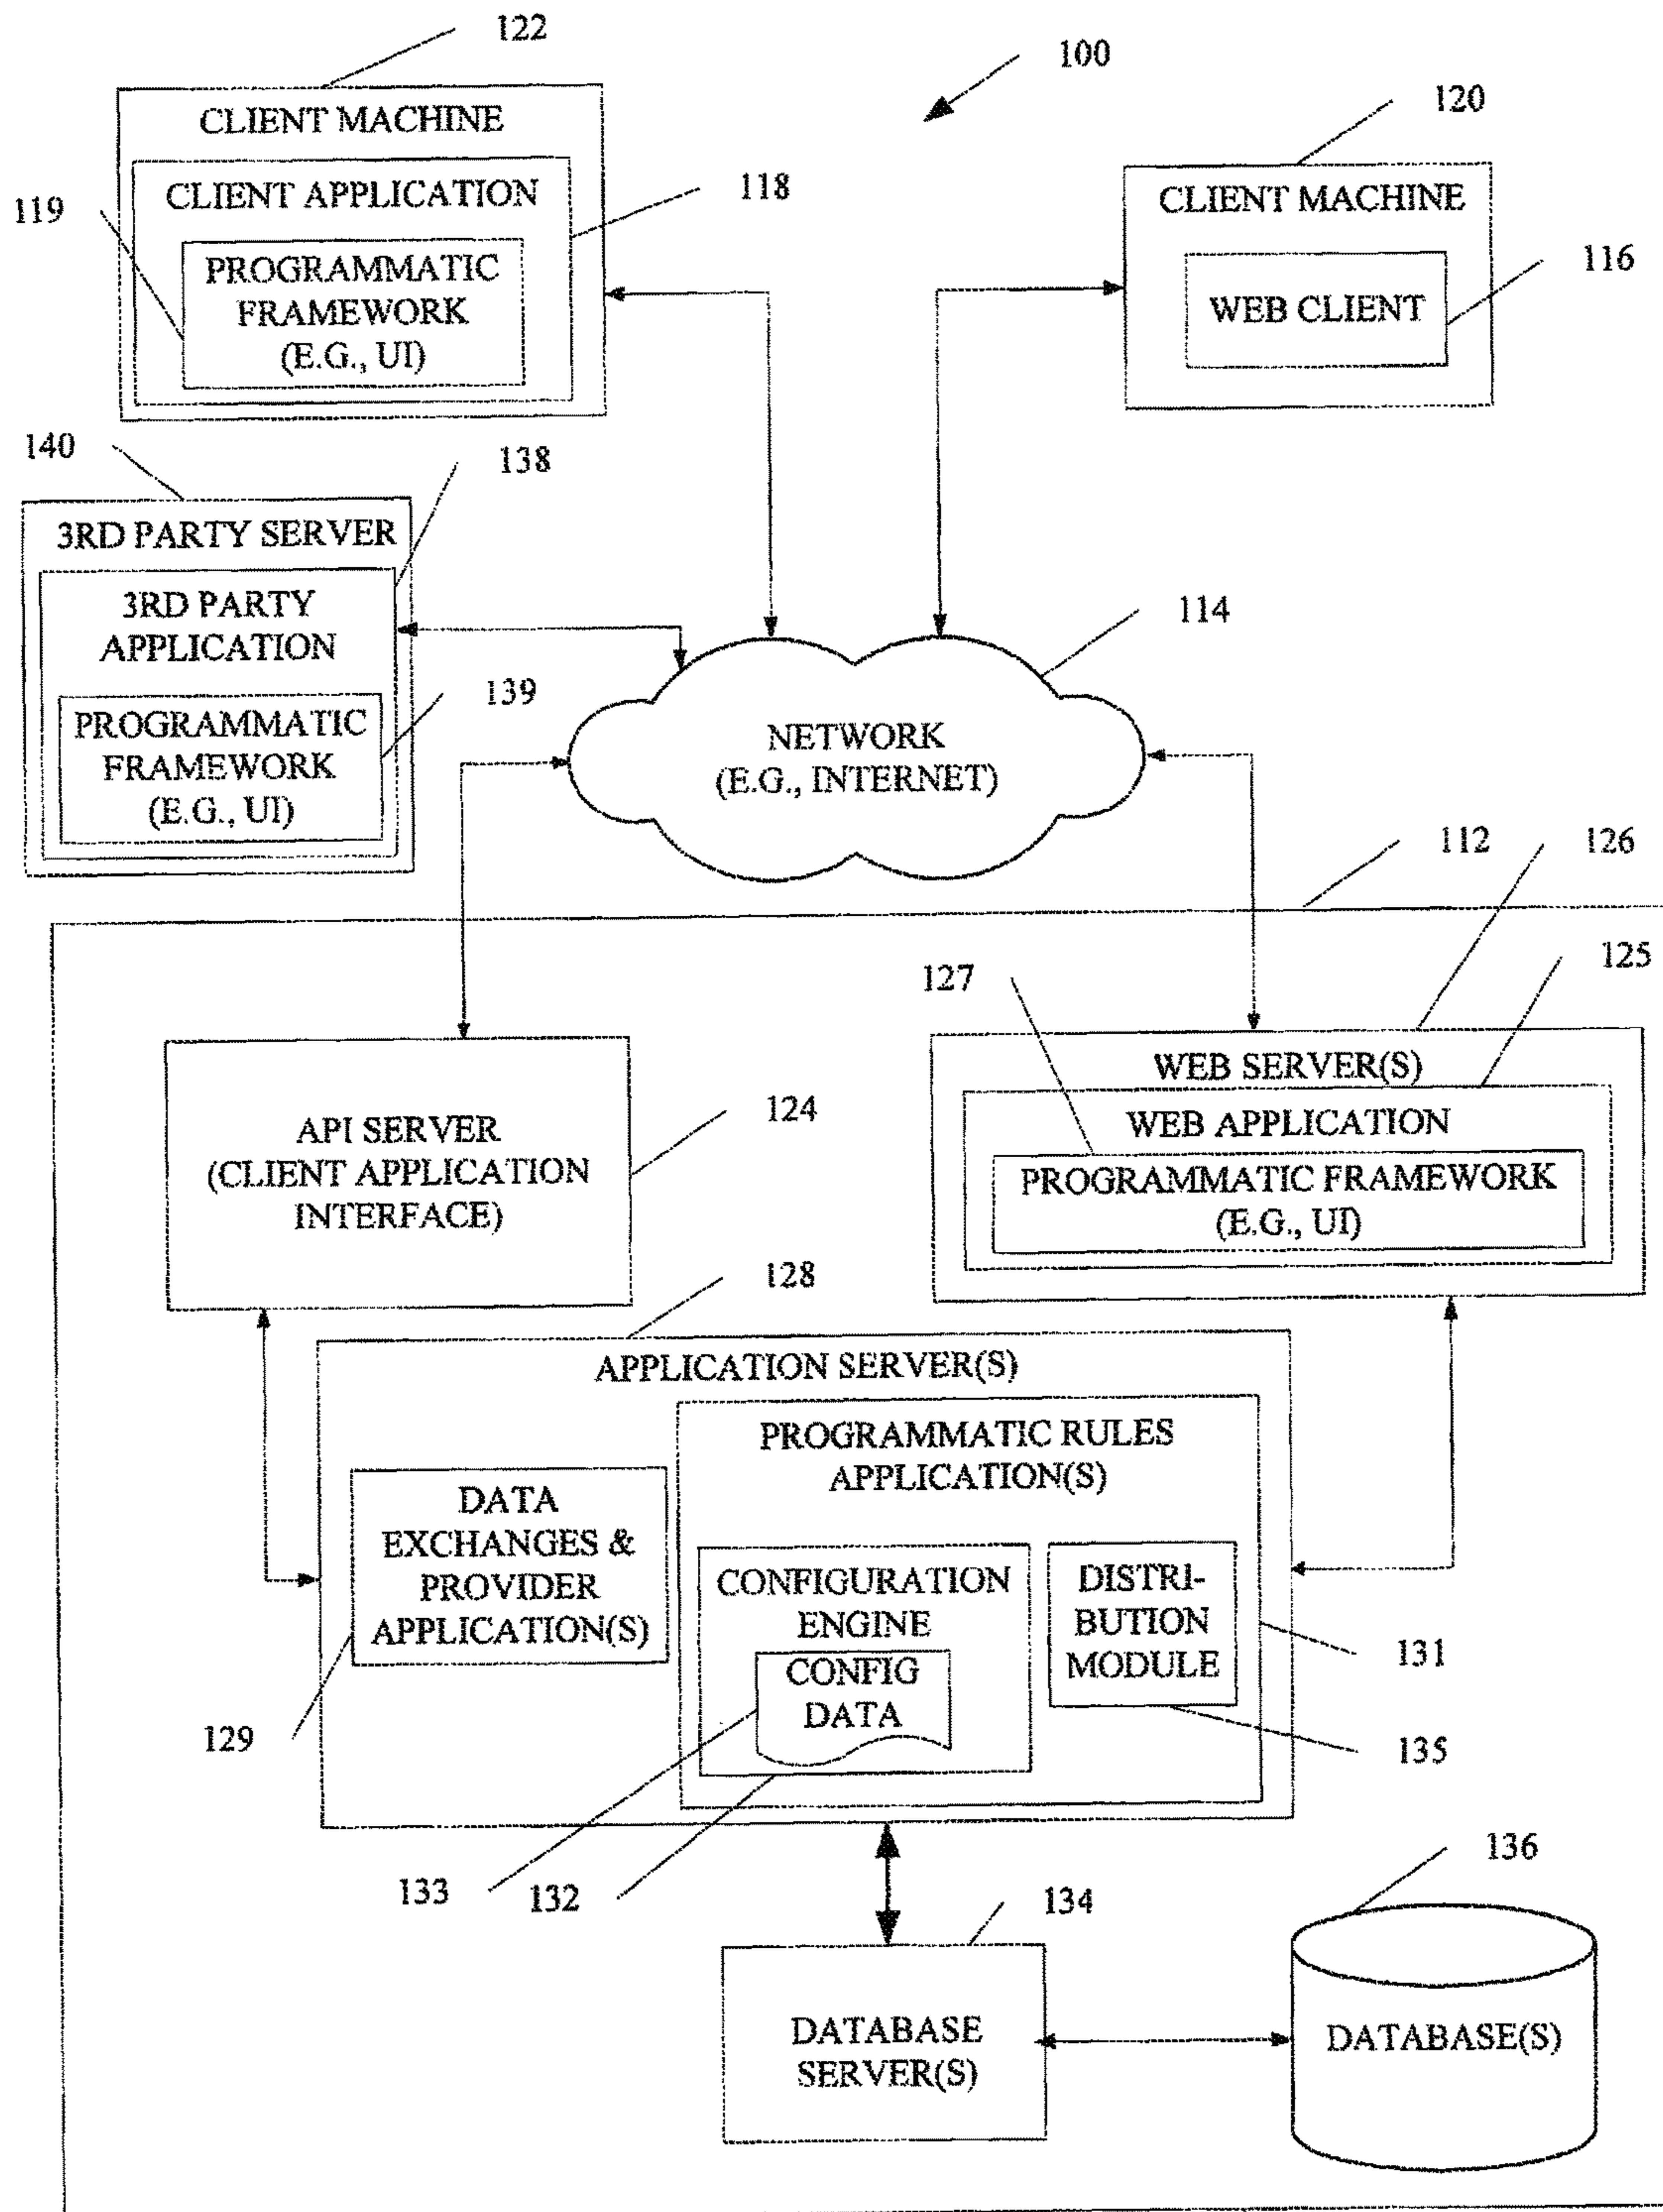 122
100
CLIENT MACHINE
120
CLIENT APPLICATION
118
CLIENT MACHINE
119
PROGRAMMATIC
FRAMEWORK
(E.G., UI)
116
WEB CLIENT
140
138
3RD PARTY SERVER
3RD PARTY
APPLICATION
114
139
PROGRAMMATIC
FRAMEWORK
(E.G., UI)
NETWORK
(E.G., INTERNET)
112
126
127
125
WEB SERVER(S)
API SERVER
(CLIENT APPLICATION
INTERFACE)
124
WEB APPLICATION
PROGRAMMATIC FRAMEWORK
(E.G., UI)
128
APPLICATION SERVER(S)
PROGRAMMATIC RULES
APPLICATION(S)
DATA
EXCHANGES &
PROVIDER
APPLICATION(S)
CONFIGURATION
ENGINE
CONFIG
DATA
DISTRI-
BUTION
MODULE
131
129
135
133
132
134
136
DATABASE
SERVER(S)
DATABASE(S)